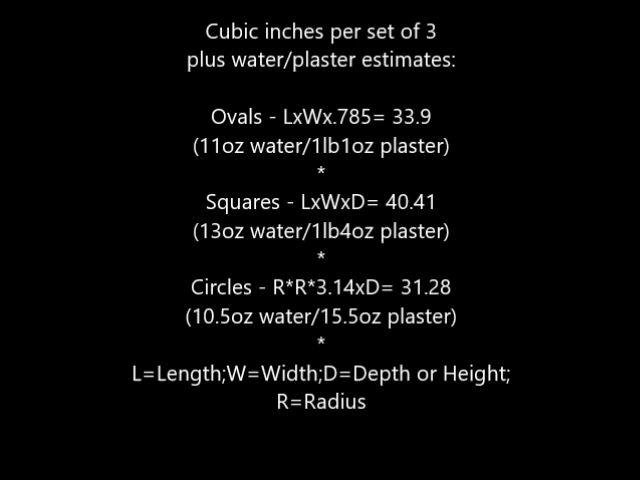 Cubic inches per set of 3
plus water/plaster estimates:
Ovals - LxWx.785= 33.9
(11oz water/1lb1oz plaster)
*
Squares - LxWxD= 40.41
(13oz water/1lb4oz plaster)
*
Circles - R*R*3.14xD= 31.28
(10.5oz water/15.5oz plaster)
*
L=Length;W=Width;D=Depth or Height;
R=Radius